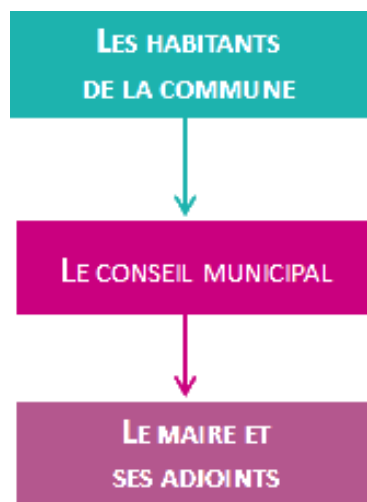 LES HABITANTS
DE LA COMMUNE
LE CONSEIL MUNICIPAL
LE MAIRE ET
SES ADJOINTS